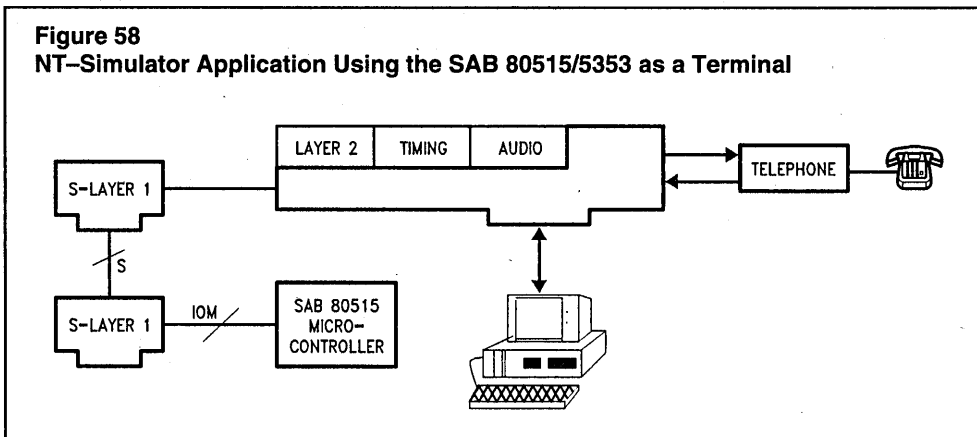 Figure 58
NT–Simulator Application Using the SAB 80515/5353 as a Terminal
LAYER 2
TIMING
AUDIO
S-LAYER 1
TELEPHONE
S
S-LAYER 1
IOM
SAB 80515
MICRO-
CONTROLLER